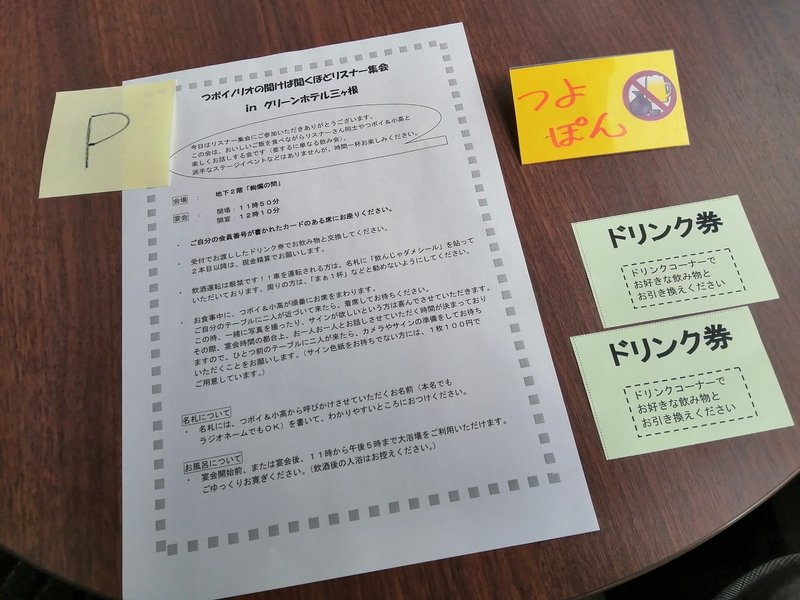 P
つボイノリオの聞けば聞くほどリスナー集会
in グリーンホテル三ヶ根
今日はリスナー集会にご参加いただきありがとうございます。
この会は、おいしいご飯を食べながらリスナーさん同士やつボイ&小高と
楽しくお話しする会です（要するに単なる飲み会）。
派手なステージイベントなどはありませんが、時間一杯お楽しみください。
会場 : 地下2階「絢爛の間」
宴会 : 開場:11時50分
: 開宴:12時10分
・ ご自分の会員番号が書かれたカードのある席にお座りください。
・ 受付でお渡ししたドリンク券でお飲み物と交換してください。
2本目以降は、現金精算でお願いします。
・ 飲酒運転は厳禁です!!車を運転される方は、名札に「飲んじゃダメシール」を貼って
いただいております。周りの方は、「まぁ1杯」などと勧めないようにしてください。
・ お食事中に、つボイ&小高が順番にお席をまわります。
ご自分のテーブルに二人が近づいて来たら、着席してお待ちください。
この時、一緒に写真を撮ったり、サインが欲しいという方は喜んでさせていただきます。
その際、宴会時間の都合上、お一人お一人とお話しさせていただく時間が決まっており
ますので、ひとつ前のテーブルに二人が来たら、カメラやサインの準備をしてお待ち
いただくことをお願いします。（サイン色紙をお持ちでない方には、1枚100円で
ご用意しています。）
名札について
・ 名札には、つボイ&小高から呼びかけさせていただくお名前（本名でも
ラジオネームでもOK）を書いて、わかりやすいところにおつけください。
お風呂について
・ 宴会開始前、または宴会後、11時から午後5時まで大浴場をご利用いただけます。
ごゆっくりお寛ぎください。（飲酒後の入浴はお控えください。）
つよ
ぽん
ドリンク券
ドリンクコーナーで
お好きな飲み物と
お引き換えください
ドリンク券
ドリンクコーナーで
お好きな飲み物と
お引き換えください